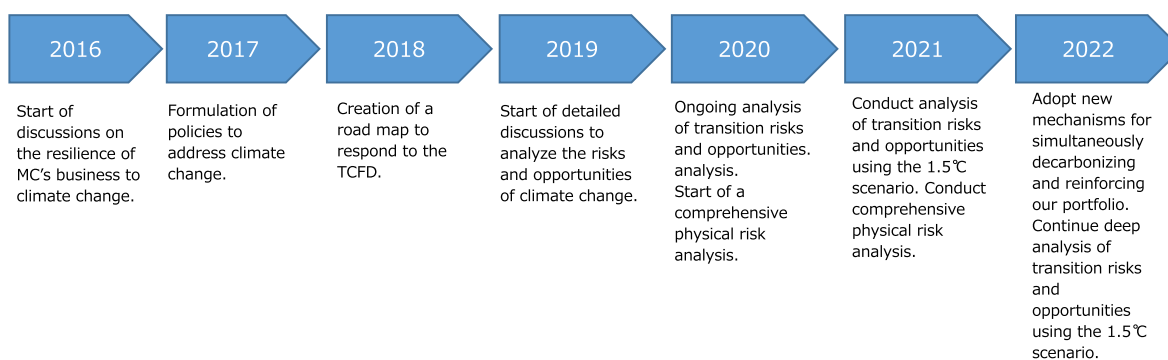 2016
Start of
discussions on
the resilience of
MC's business to
climate change.
2017
Formulation of
policies to
address climate
change.
2018
Creation of a
road map to
respond to the
TCFD.
2019
Start of detailed
discussions to
analyze the risks
and opportunities
of climate change.
2020
Ongoing analysis
of transition risks
and opportunities.
analysis.
Start of a
comprehensive
physical risk
analysis.
2021
Conduct analysis
of transition risks
and opportunities
using the 1.5℃
scenario. Conduct
comprehensive
physical risk
analysis.
2022
Adopt new
mechanisms for
simultaneously
decarbonizing
and reinforcing
our portfolio.
Continue deep
analysis of
transition risks
and
opportunities
using the 1.5℃
scenario.